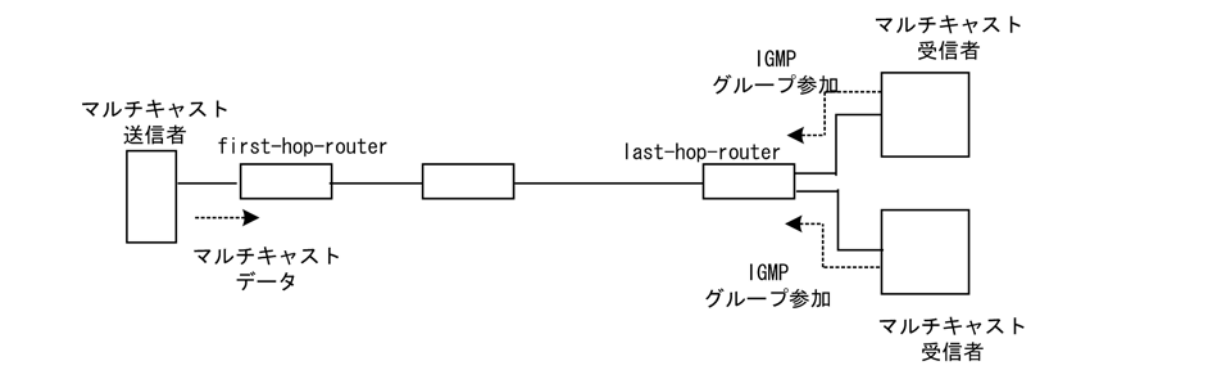 マルチキャスト
受信者
IGMP
グループ参加
マルチキャスト
送信者
first-hop-router
last-hop-router
マルチキャスト
データ
IGMP
グループ参加
マルチキャスト
受信者